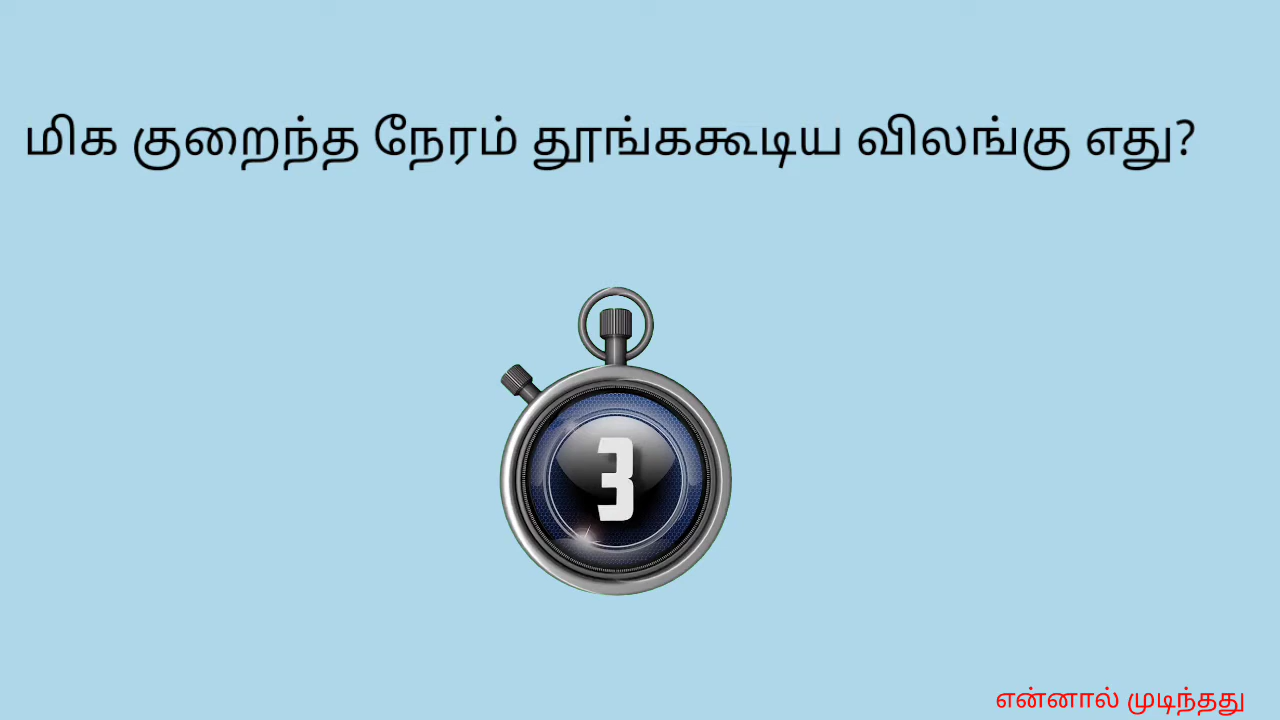 மிக குறைந்த நேரம் தூங்ககூடிய விலங்கு எது?
3
என்னால் முடிந்தது